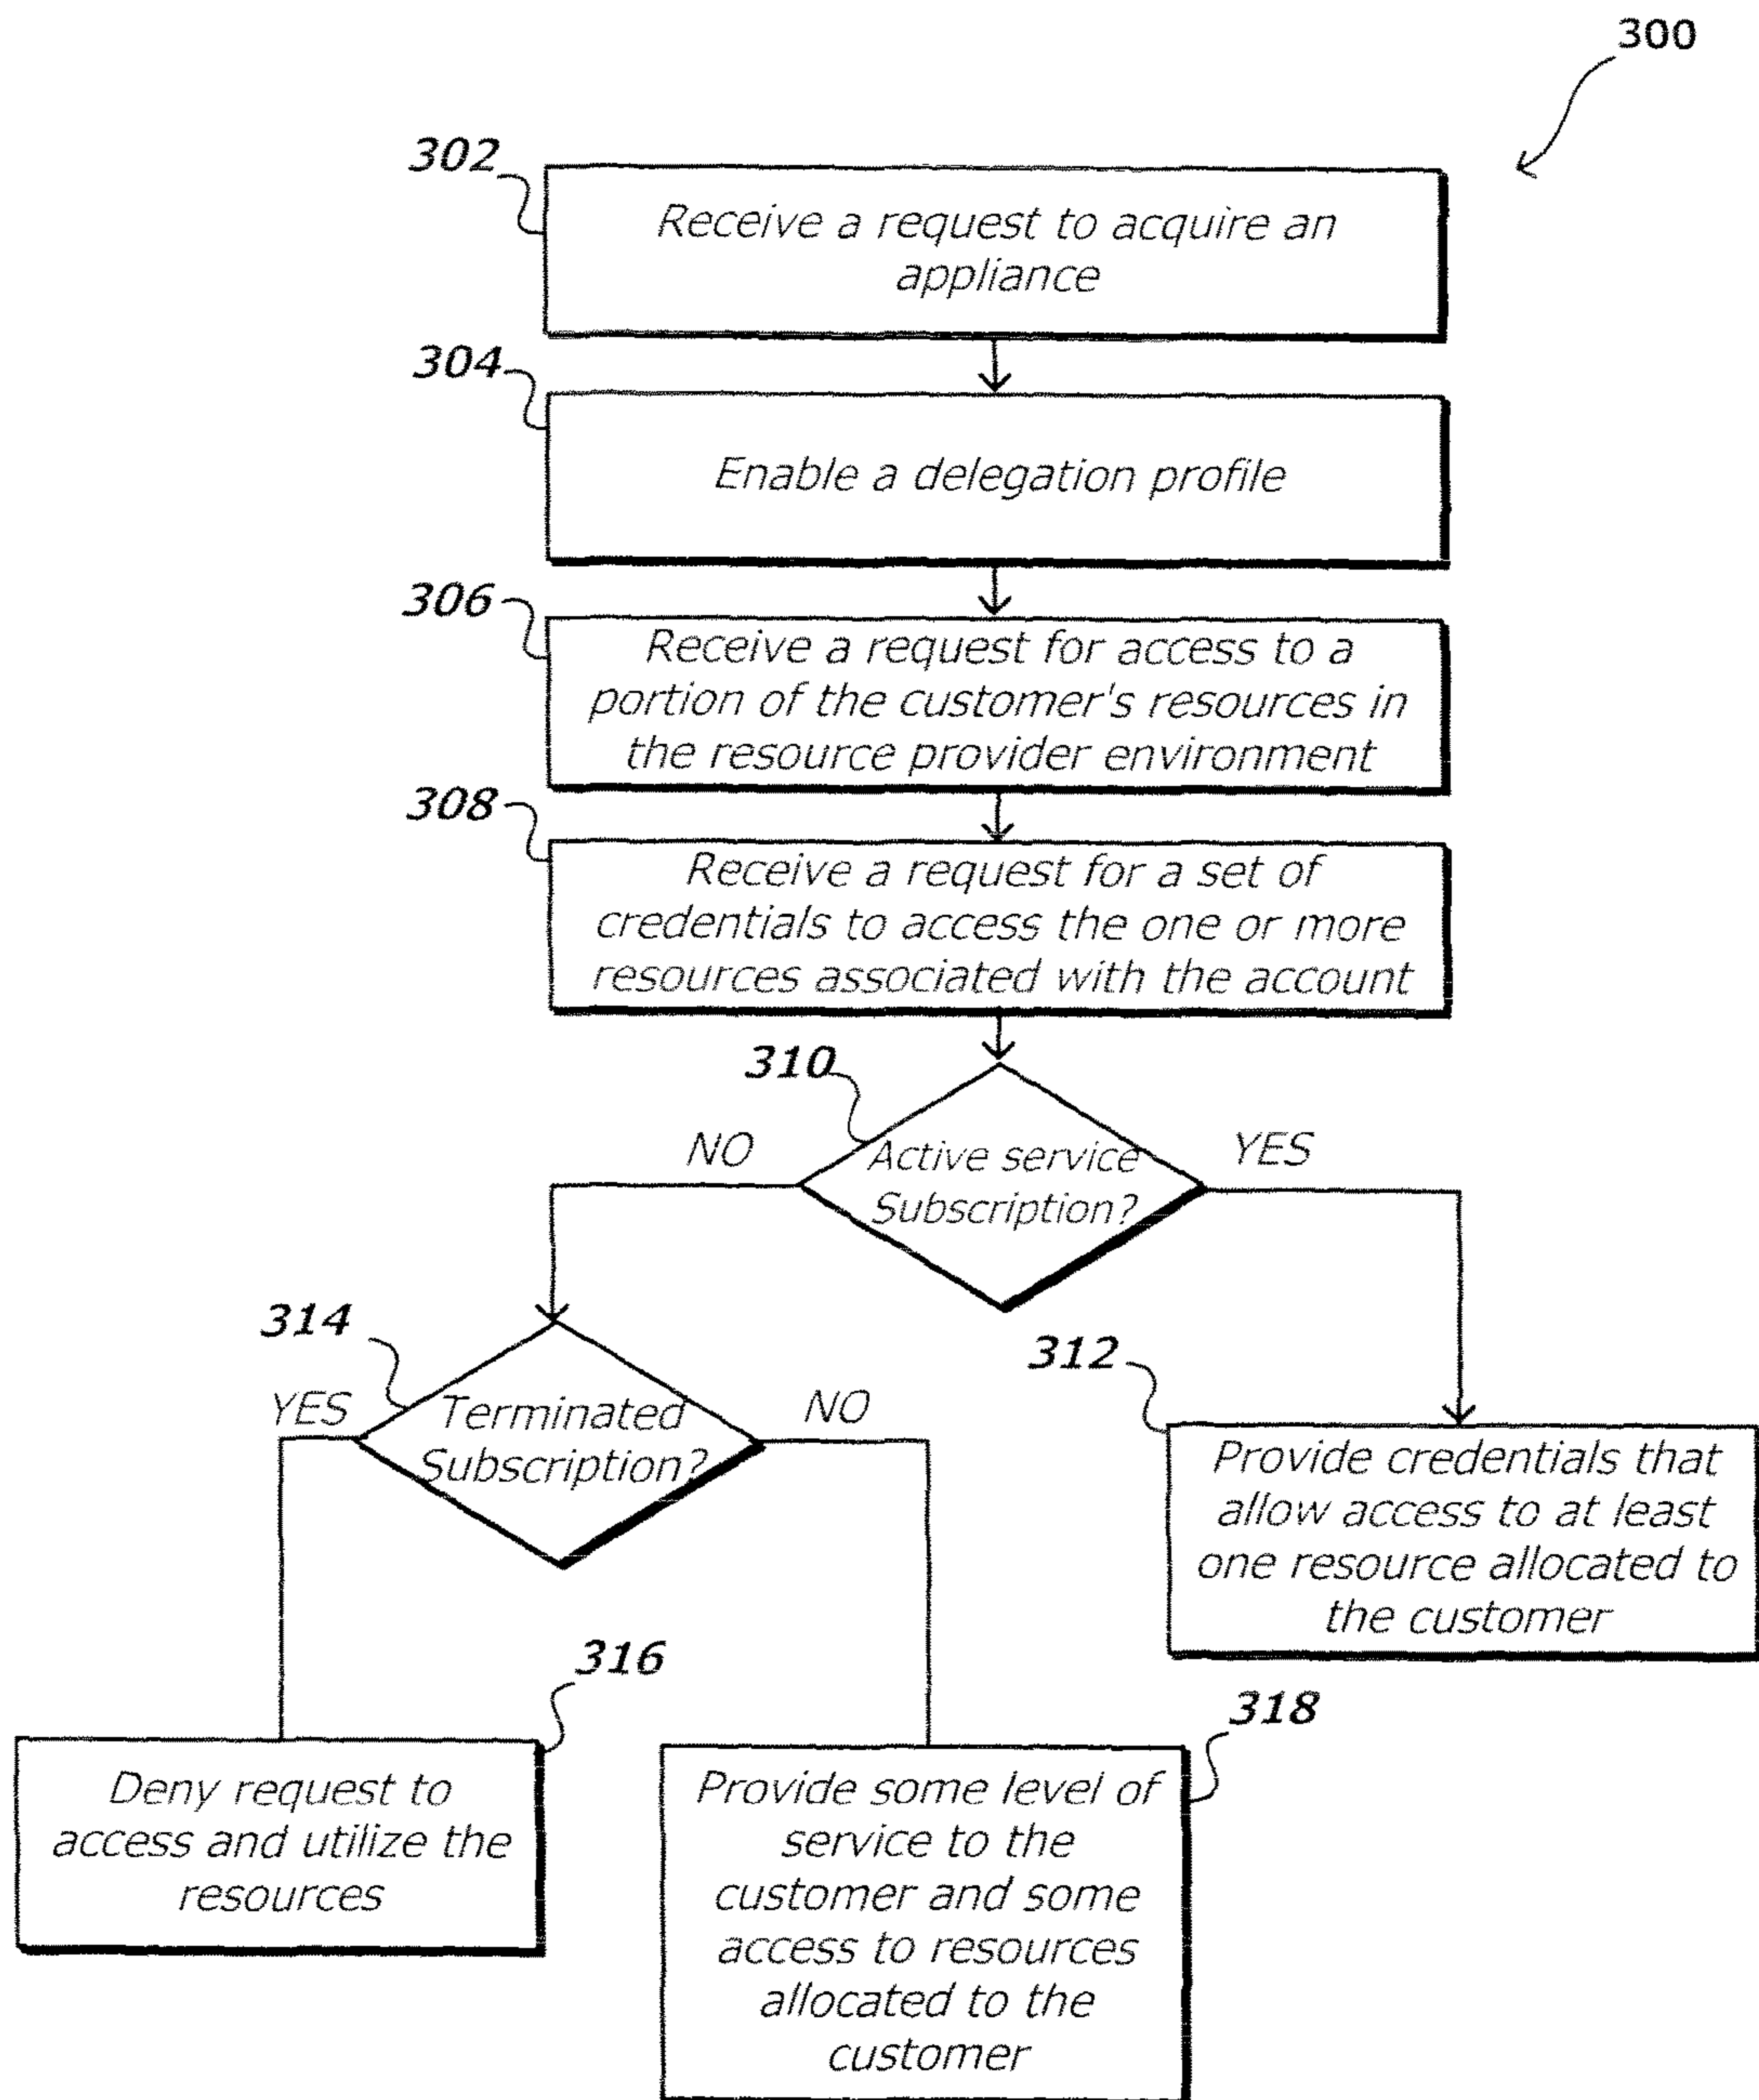 300
302
Receive a request to acquire an
appliance
304
Enable a delegation profile
306
Receive a request for access to a
portion of the customer's resources in
the resource provider environment
308
Receive a request for a set of
credentials to access the one or more
resources associated with the account
310
NO
Active service
Subscription?
YES
314
YES
Terminated
Subscription?
NO
312
Provide credentials that
allow access to at least
one resource allocated to
the customer
316
Deny request to
access and utilize the
resources
318
Provide some level of
service to the
customer and some
access to resources
allocated to the
customer